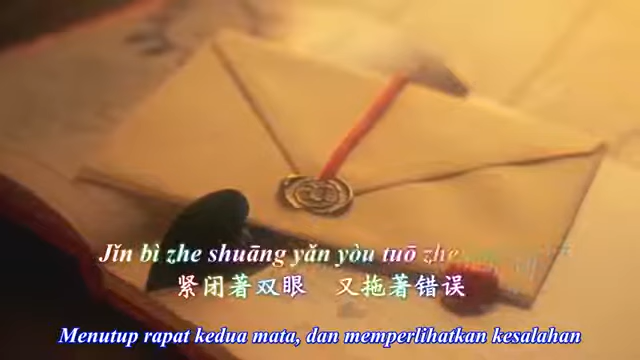 Jǐn bì zhe shuāng yǎn yòu tuō zhe
紧闭著双眼 又拖著错误
Menutup rapat kedua mata, dan memperlihatkan kesalahan